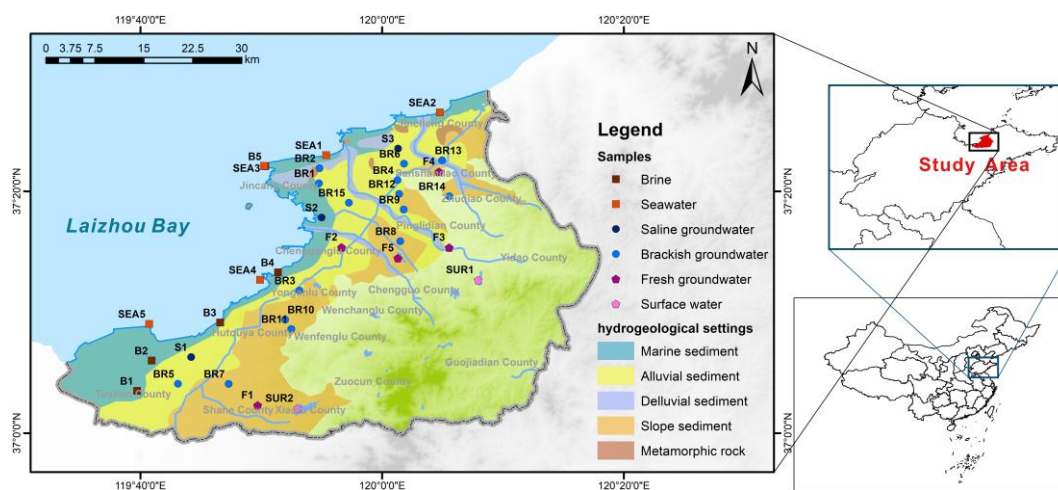 119°40'0"E
120°0'0"E
120°20'0"E
0 3.75 7.5 15 22.5 30
km
N
SEA2
Legend
Samples
Brine
Seawater
Saline groundwater
Brackish groundwater
Fresh groundwater
Surface water
hydrogeological settings
Marine sediment
Alluvial sediment
Delluvial sediment
Slope sediment
Metamorphic rock
S3
SEA1
BR2
B5
SEA3
BR1
BR6
BR13
F4
BR4
Sanshandao County
BR12
BR14
Zhuqiao County
BR15
BR9
S2
Pinglidian County
37°20'0"N
37°20'0"N
Laizhou Bay
F2
BR8
F3
F5
Yidao County
B4
SEA4
SUR1
BR3
Chengguo County
BR10
Wenchanglu County
B3
BR11
Hutouya County
Wenfenglu County
SEA5
B2
S1
Guojiadian County
B1
BR5
BR7
Zuocun County
F1
SUR2
Shahe County
37°0'0"N
37°0'0"N
Study Area